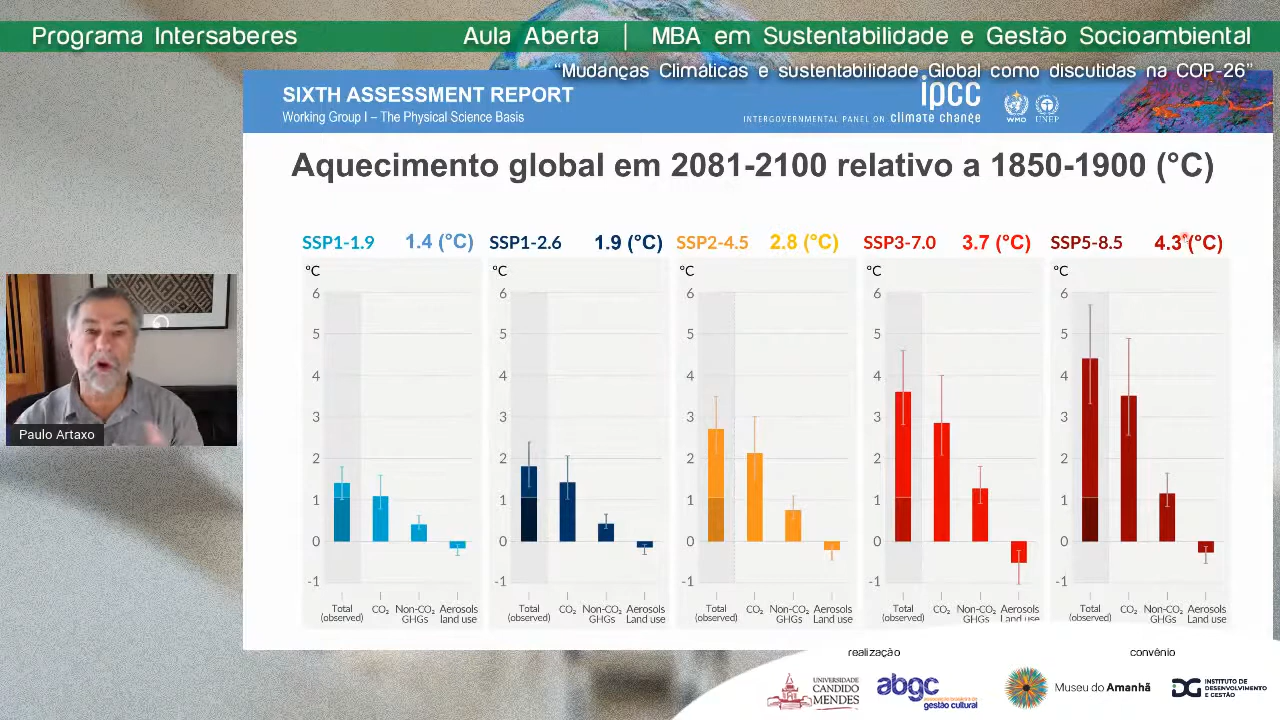 Programa Intersaberes
Aula Aberta | MBA em Sustentabilidade e Gestão Socioambiental
“Mudanças Climáticas e sustentabilidade Global como discutidas na COP-26”
SIXTH ASSESSMENT REPORT
Working Group I – The Physical Science Basis
ipcc
INTERGOVERNMENTAL PANEL ON climate change
WMO
UNEP
Aquecimento global em 2081-2100 relativo a 1850-1900 (°C)
SSP1-1.9 1.4 (°C)
SSP1-2.6 1.9 (°C)
SSP2-4.5 2.8 (°C)
SSP3-7.0 3.7 (°C)
SSP5-8.5 4.3 (°C)
°C °C °C °C °C
6 6 6 6 6
5 5 5 5 5
4 4 4 4 4
3 3 3 3 3
2 2 2 2 2
1 1 1 1 1
0 0 0 0 0
-1 -1 -1 -1 -1
Total CO₂ Non-CO₂ Aerosols Total CO₂ Non-CO₂ Aerosols Total CO₂ Non-CO₂ Aerosols Total CO₂ Non-CO₂ Aerosols Total CO₂ Non-CO₂ Aerosols
(observed) GHGs Land use (observed) GHGs Land use (observed) GHGs Land use (observed) GHGs Land use (observed) GHGs Land use
Paulo Artaxo
realização
convênio
UNIVERSIDADE
CANDIDO
MENDES
abgc
gestão cultural
Museu do Amanhã
DG
INSTITUTO DE
DESENVOLVIMENTO
E GESTÃO